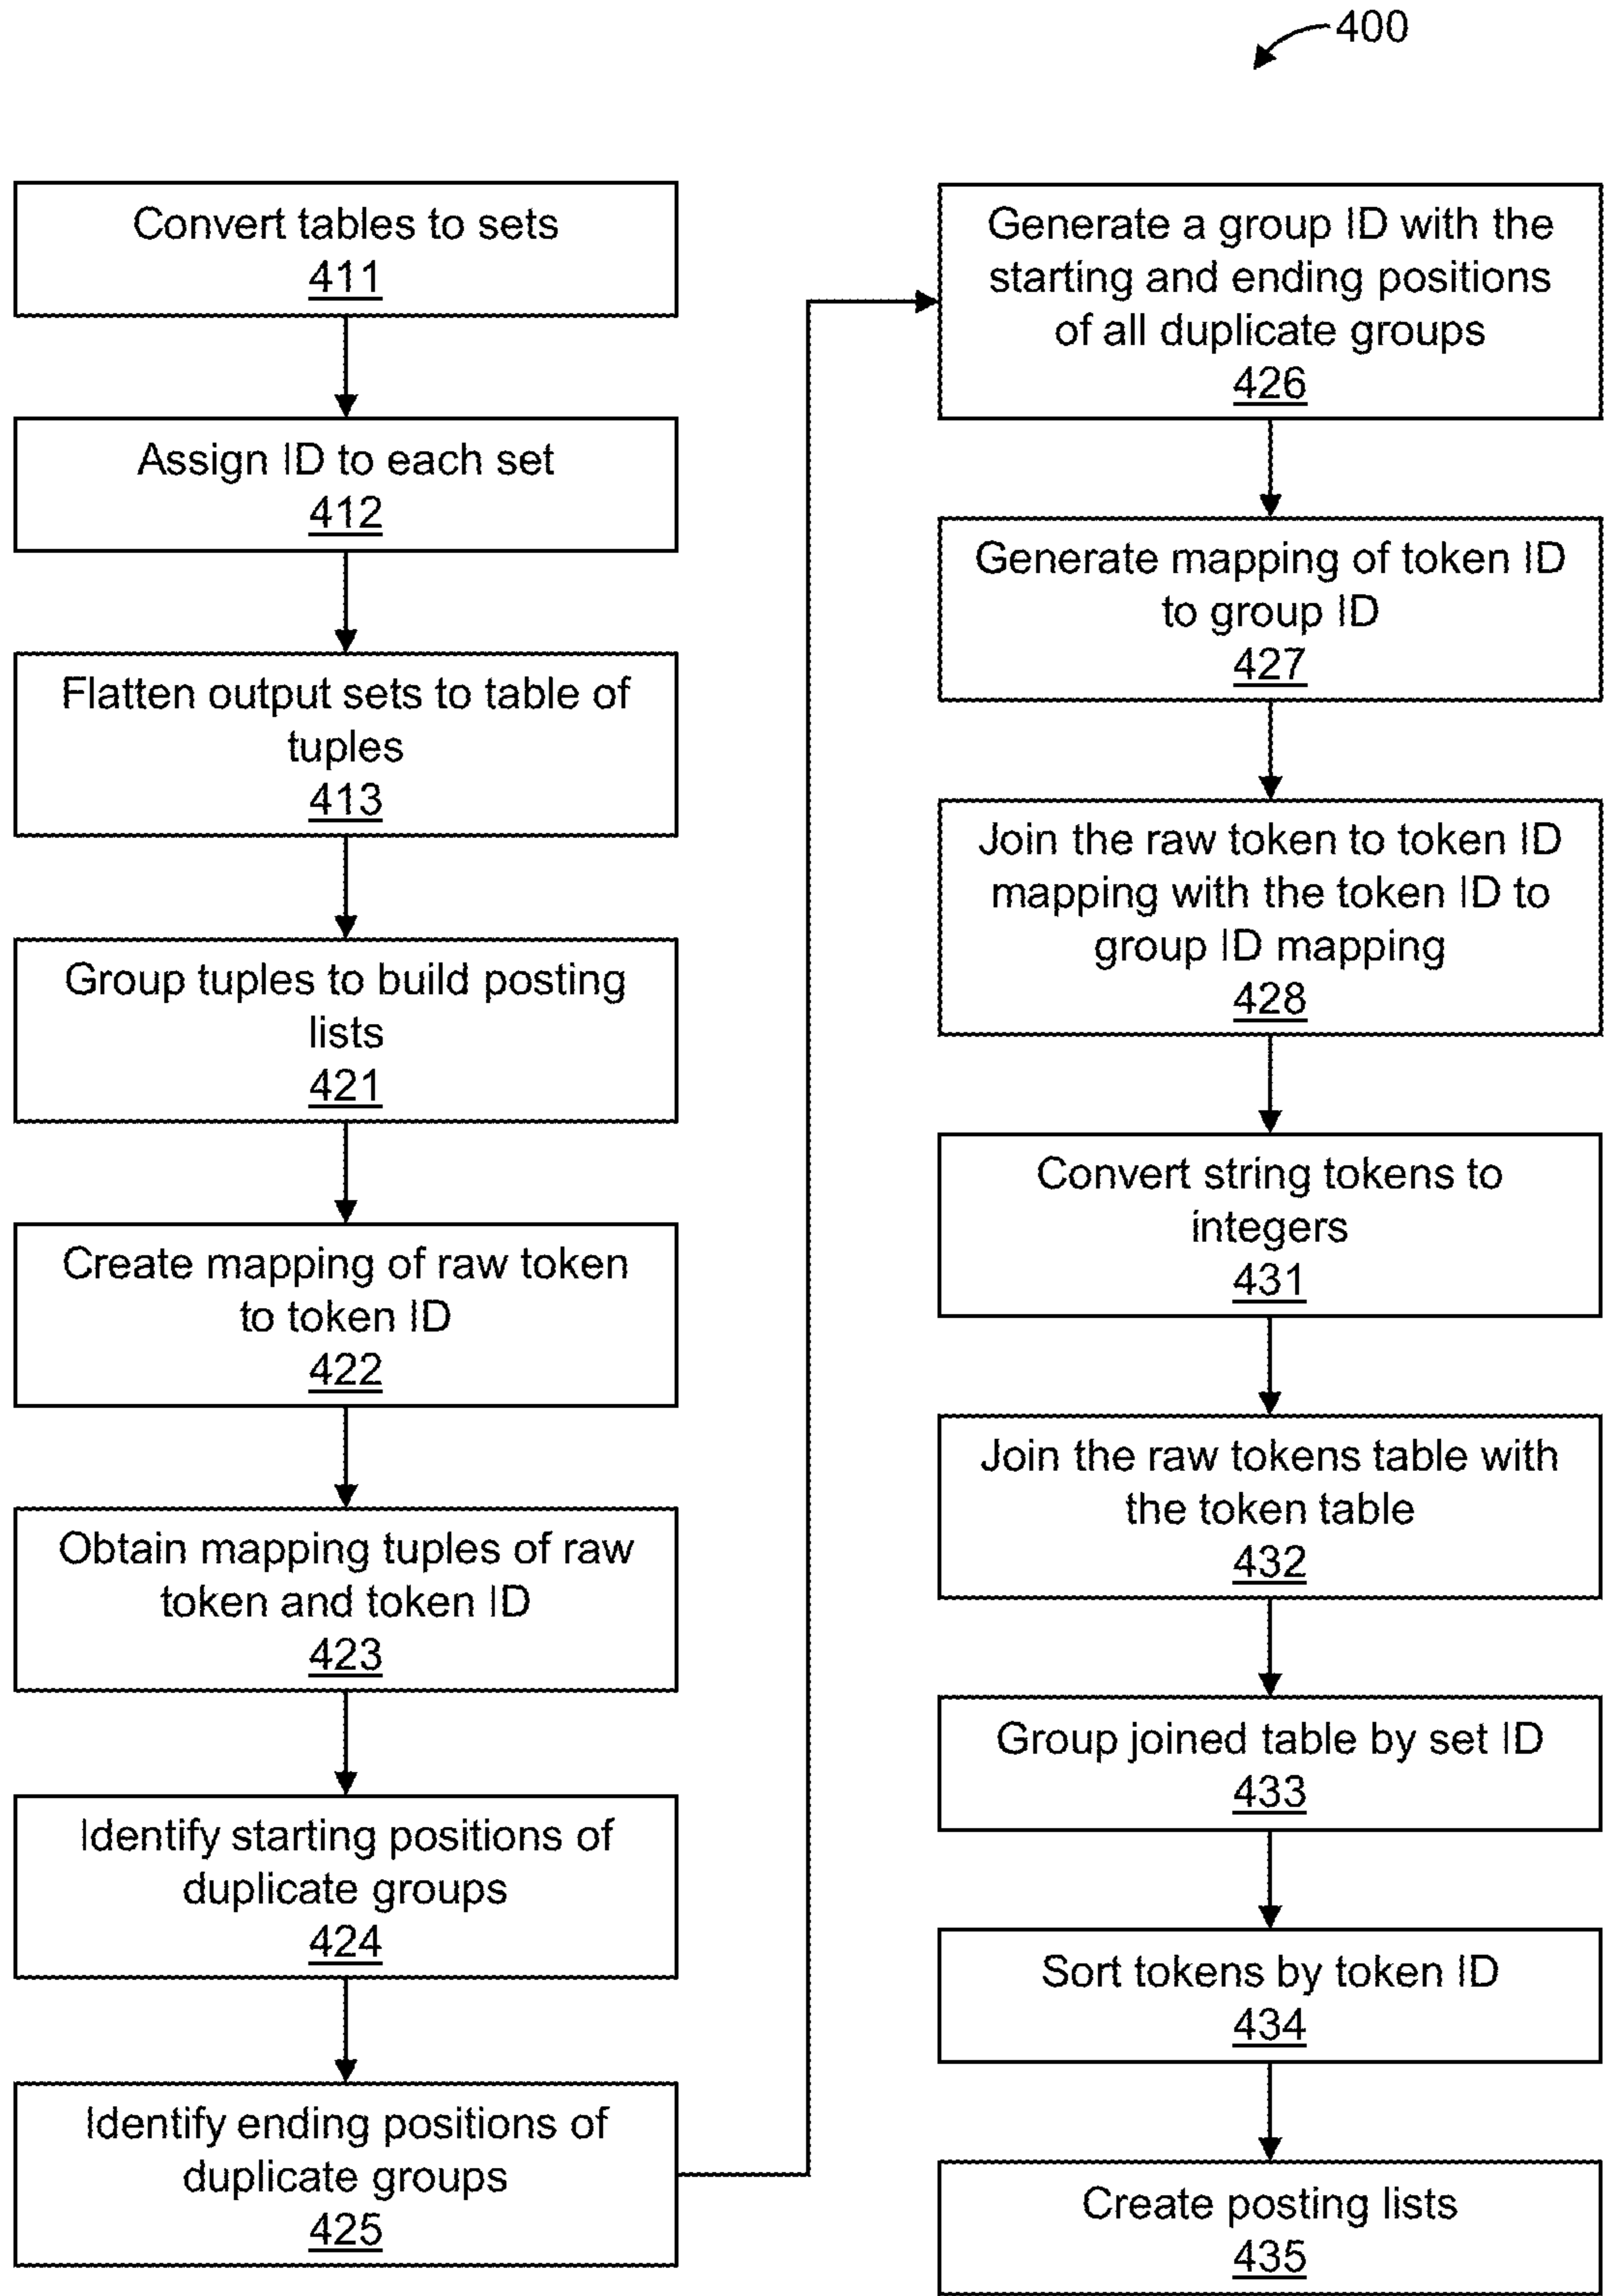 400
Convert tables to sets
411
Assign ID to each set
412
Flatten output sets to table of
tuples
413
Group tuples to build posting
lists
421
Create mapping of raw token
to token ID
422
Obtain mapping tuples of raw
token and token ID
423
Identify starting positions of
duplicate groups
424
Identify ending positions of
duplicate groups
425
Generate a group ID with the
starting and ending positions
of all duplicate groups
426
Generate mapping of token ID
to group ID
427
Join the raw token to token ID
mapping with the token ID to
group ID mapping
428
Convert string tokens to
integers
431
Join the raw tokens table with
the token table
432
Group joined table by set ID
433
Sort tokens by token ID
434
Create posting lists
435